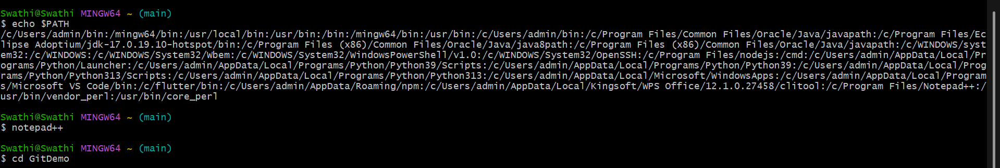 Swathi@Swathi MINGW64 ~ (main)
$ echo $PATH
/c/Users/admin/bin:/mingw64/bin:/usr/local/bin:/usr/bin:/bin:/mingw64/bin:/usr/bin:/c/Users/admin/bin:/c/Program Files/Common Files/Oracle/Java/javapath:/c/Program Files/Ec
lipse Adoptium/jdk-17.0.19.10-hotspot/bin:/c/Program Files (x86)/Common Files/Oracle/Java/java8path:/c/Program Files (x86)/Common Files/Oracle/Java/javapath:/c/WINDOWS/syst
em32:/c/WINDOWS:/c/WINDOWS/System32/Wbem:/c/WINDOWS/System32/WindowsPowerShell/v1.0:/c/WINDOWS/System32/OpenSSH:/c/Program Files/nodejs:/cmd:/c/Users/admin/AppData/Local/Pr
ograms/Python/Launcher:/c/Users/admin/AppData/Local/Programs/Python/Python39/Scripts:/c/Users/admin/AppData/Local/Programs/Python/Python39:/c/Users/admin/AppData/Local/Prog
rams/Python/Python313/Scripts:/c/Users/admin/AppData/Local/Programs/Python/Python313:/c/Users/admin/AppData/Local/Microsoft/WindowsApps:/c/Users/admin/AppData/Local/Program
s/Microsoft VS Code/bin:/c/flutter/bin:/c/Users/admin/AppData/Roaming/npm:/c/Users/admin/AppData/Local/Kingsoft/WPS Office/12.1.0.27458/clitool:/c/Program Files/Notepad++:/
usr/bin/vendor_perl:/usr/bin/core_perl
Swathi@Swathi MINGW64 ~ (main)
$ notepad++
Swathi@Swathi MINGW64 ~ (main)
$ cd GitDemo